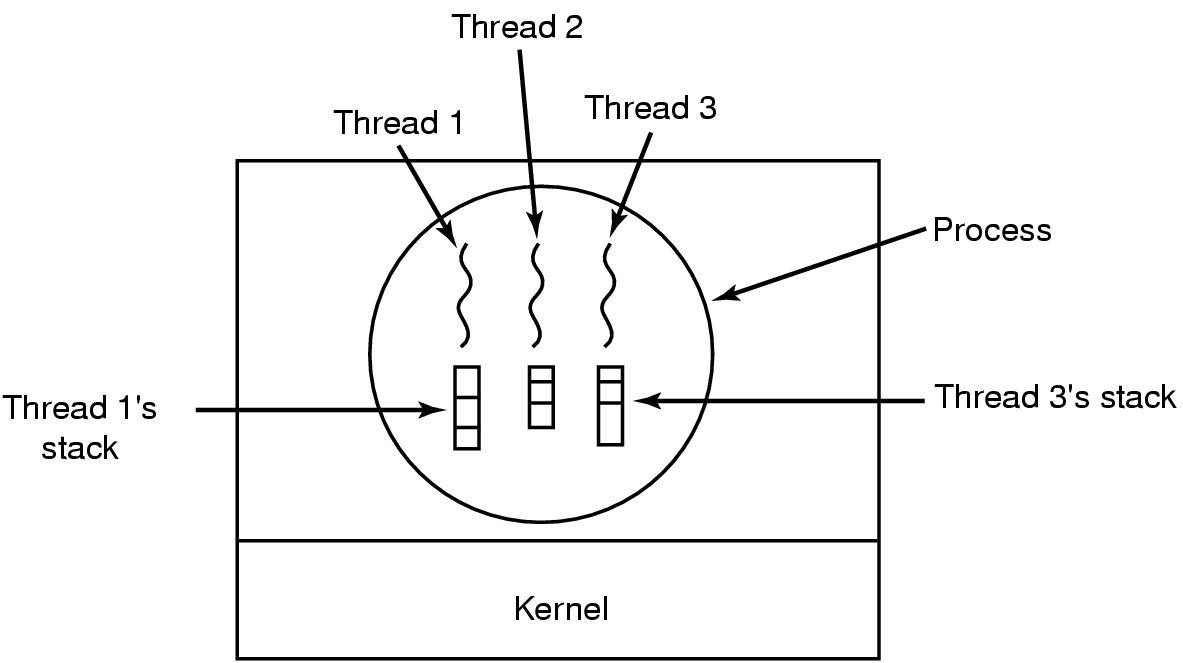 Thread 2
Thread 1
Thread 3
Process
Thread 1's
stack
Thread 3's stack
Kernel